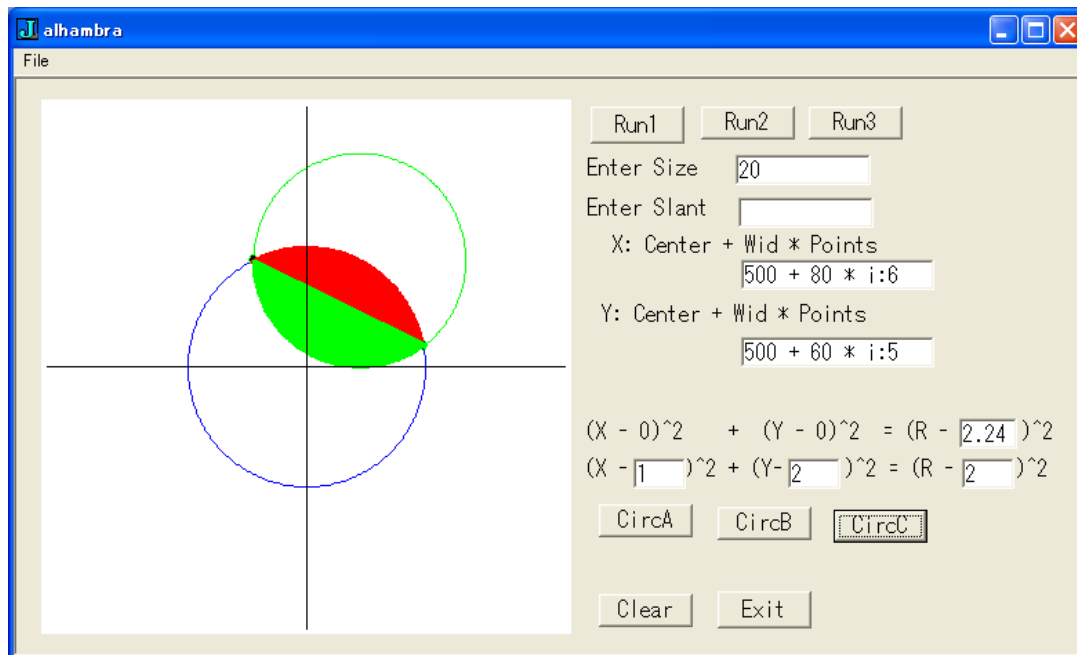 J alhambra
File
Run1 Run2 Run3
Enter Size 20
Enter Slant
X: Center + Wid * Points
500 + 80 * i:6
Y: Center + Wid * Points
500 + 60 * i:5
(X - 0)^2 + (Y - 0)^2 = (R - 2.24 )^2
(X - 1 )^2 + (Y- 2 )^2 = (R - 2 )^2
CircA CircB CircC
Clear Exit